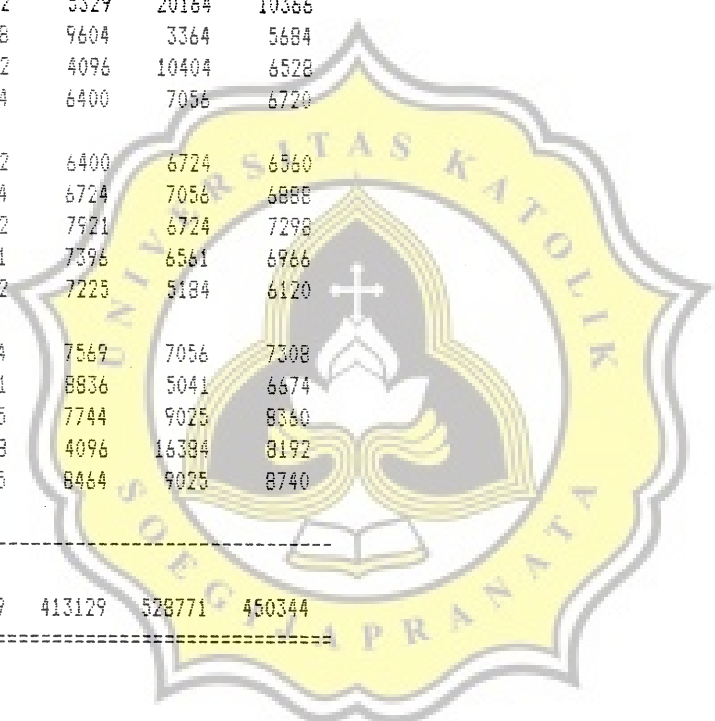 2 5329 20164 10366
8 9604 3364 5684
2 4096 10404 6528
4 6400 7056 6720
2 6400 6724 6560
4 6724 7056 6888
2 7921 6724 7298
1 7396 6561 6966
2 7225 5184 6120
4 7569 7056 7308
1 8836 5041 6674
5 7744 9025 8360
8 4096 16384 8192
5 8464 9025 8740
9 413129 528771 450344
UNIVERSITAS KATOLIK
SOEGIJAPRANATA